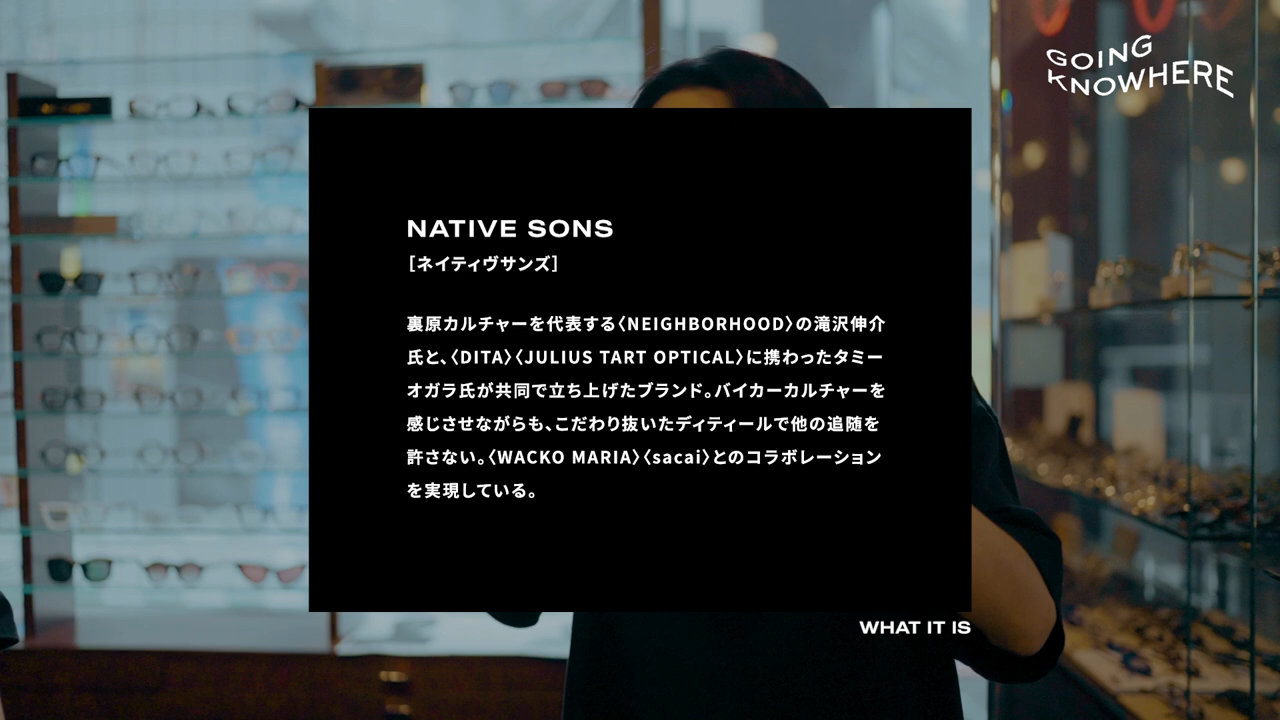 GOING
KNOWHERE
NATIVE SONS
［ネイティヴサンズ］
裏原カルチャーを代表する〈NEIGHBORHOOD〉の滝沢伸介
氏と、〈DITA〉〈JULIUS TART OPTICAL〉に携わったタミー
オガラ氏が共同で立ち上げたブランド。バイカーカルチャーを
感じさせながらも、こだわり抜いたディティールで他の追随を
許さない。〈WACKO MARIA〉〈sacai〉とのコラボレーション
を実現している。
WHAT IT IS